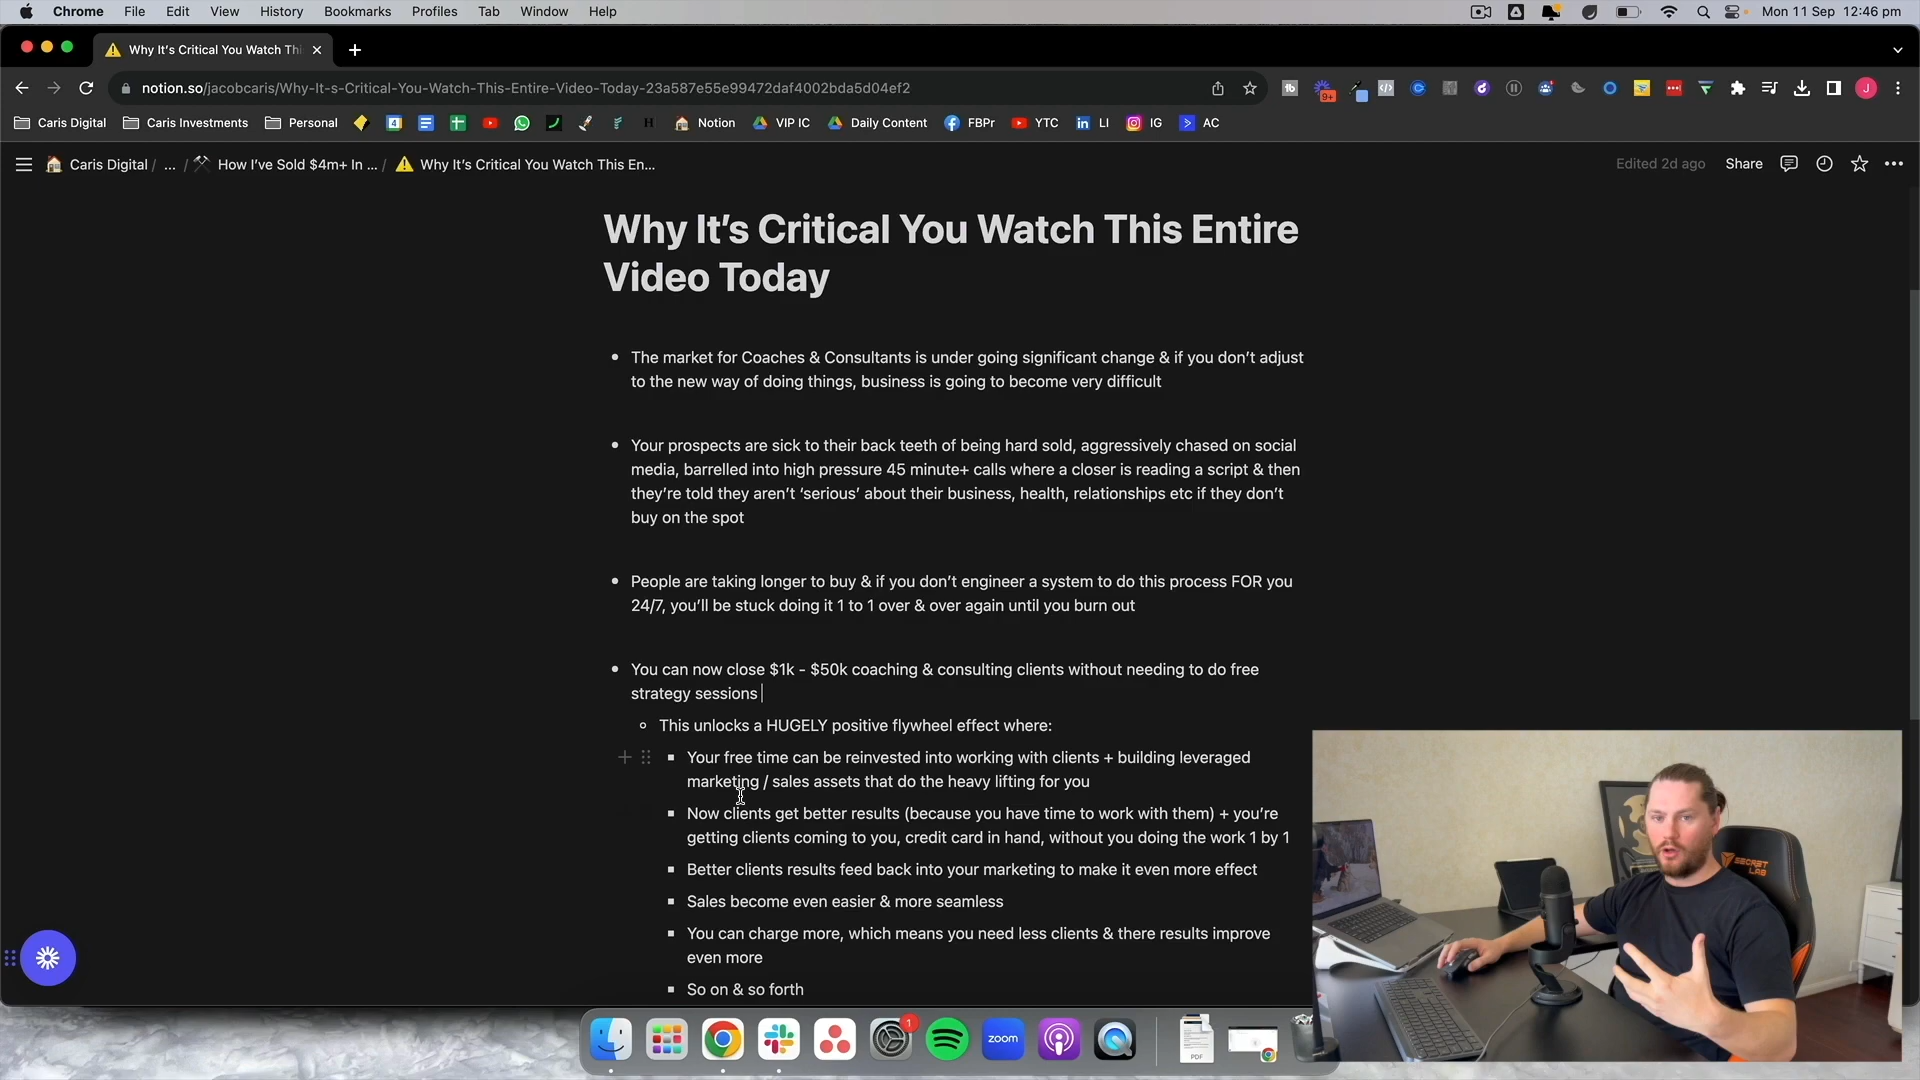 Chrome File Edit View History Bookmarks Profiles Tab Window Help Mon 11 Sep 12:46 pm
Why It's Critical You Watch Thi
notion.so/jacobcaris/Why-It-s-Critical-You-Watch-This-Entire-Video-Today-23a587e55e99472daf4002bda5d04ef2
9+
J
Caris Digital Caris Investments Personal 4 H Notion VIP IC Daily Content FBPr YTC LI IG AC
Caris Digital / ... / How I've Sold $4m+ In ... / Why It's Critical You Watch This En... Edited 2d ago Share
Why It's Critical You Watch This Entire
Video Today
The market for Coaches & Consultants is under going significant change & if you don't adjust
to the new way of doing things, business is going to become very difficult
Your prospects are sick to their back teeth of being hard sold, aggressively chased on social
media, barrelled into high pressure 45 minute+ calls where a closer is reading a script & then
they're told they aren't 'serious' about their business, health, relationships etc if they don't
buy on the spot
People are taking longer to buy & if you don't engineer a system to do this process FOR you
24/7, you'll be stuck doing it 1 to 1 over & over again until you burn out
You can now close $1k - $50k coaching & consulting clients without needing to do free
strategy sessions
This unlocks a HUGELY positive flywheel effect where:
Your free time can be reinvested into working with clients + building leveraged
marketing / sales assets that do the heavy lifting for you
Now clients get better results (because you have time to work with them) + you're
getting clients coming to you, credit card in hand, without you doing the work 1 by 1
Better clients results feed back into your marketing to make it even more effect
Sales become even easier & more seamless
You can charge more, which means you need less clients & there results improve
even more
So on & so forth
SECRET
LAB
1
zoom
PDF